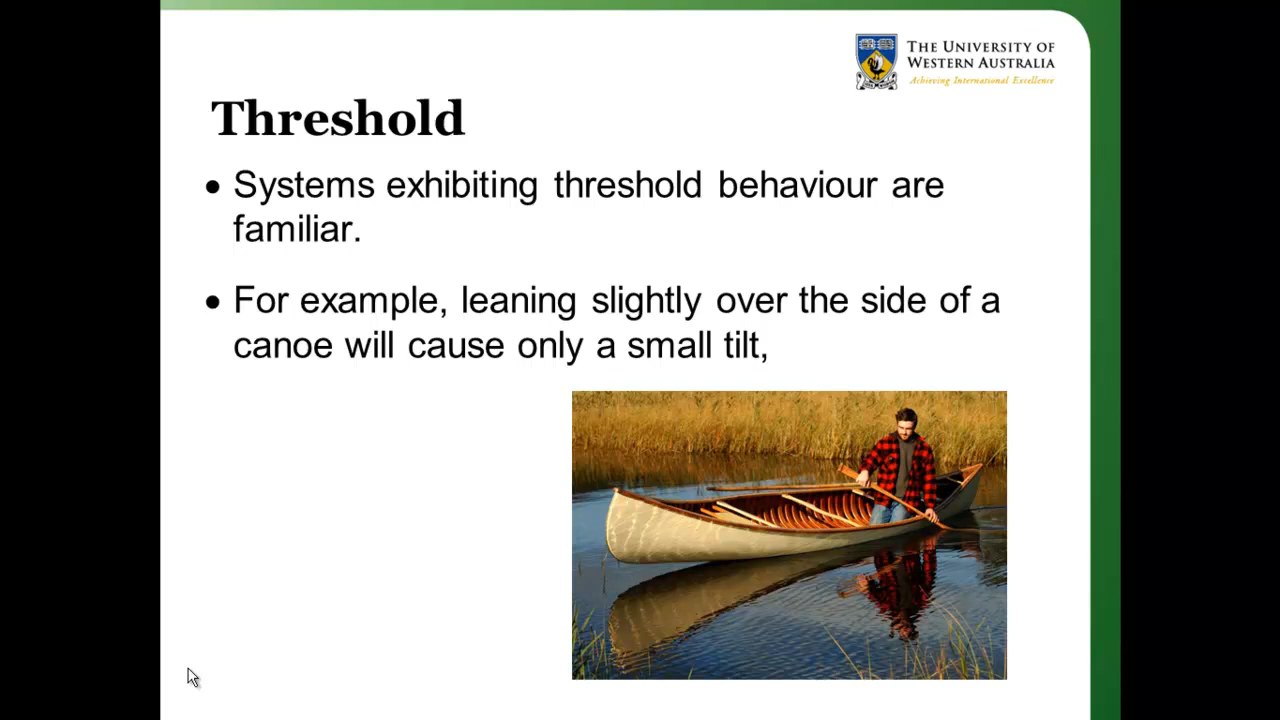 THE UNIVERSITY OF
WESTERN AUSTRALIA
Achieving International Excellence
Threshold
• Systems exhibiting threshold behaviour are
familiar.
• For example, leaning slightly over the side of a
canoe will cause only a small tilt,